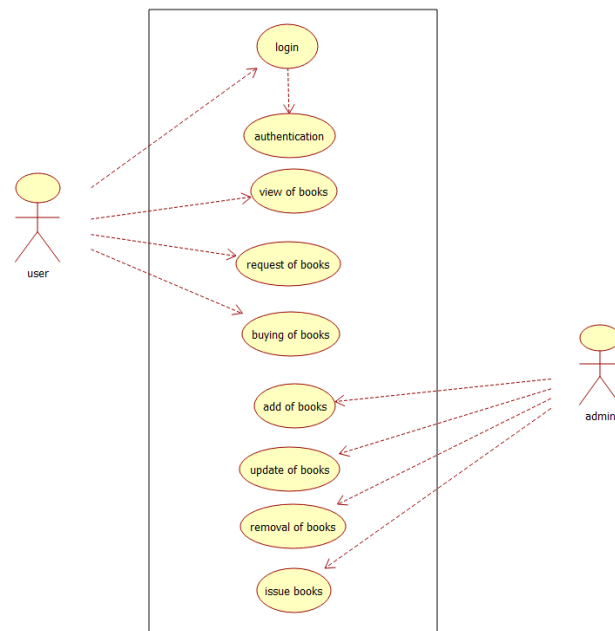 login
authentication
view of books
user
request of books
buying of books
add of books
admin
update of books
removal of books
issue books